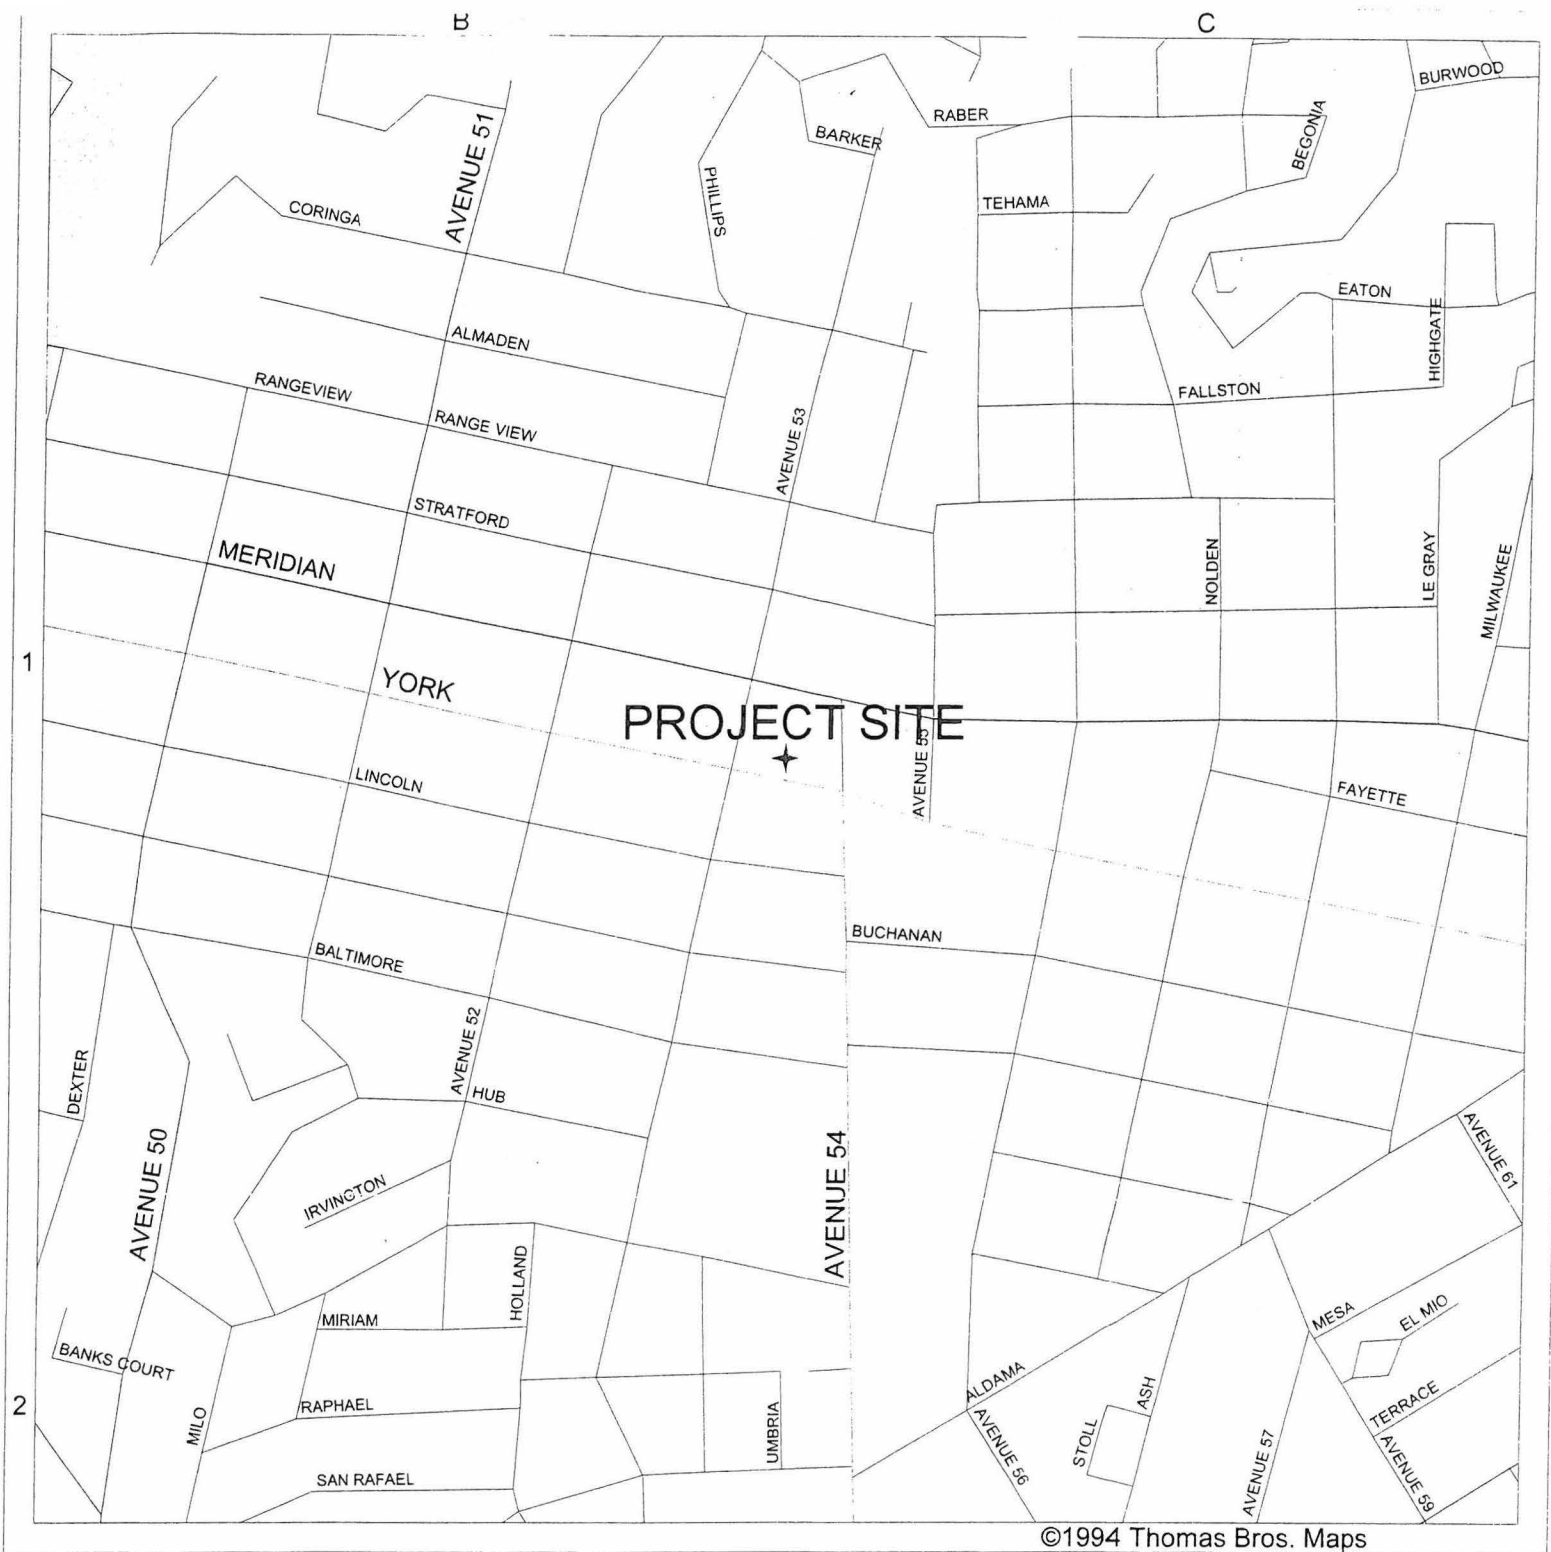 B
C
BURWOOD
RABER
BARKER
BEGONIA
AVENUE 51
PHILLIPS
CORINGA
TEHAMA
EATON
HIGHGATE
ALMADEN
RANGEVIEW
FALLSTON
RANGE VIEW
AVENUE 53
STRATFORD
MERIDIAN
NOLDEN
LE GRAY
MILWAUKEE
1
YORK
PROJECT SITE
AVENUE 55
LINCOLN
FAYETTE
BUCHANAN
BALTIMORE
AVENUE 52
DEXTER
HUB
AVENUE 50
AVENUE 54
AVENUE 61
IRVINGTON
HOLLAND
MIRIAM
MESA
EL MIO
BANKS COURT
ALDAMA
ASH
2
RAPHAEL
MILO
UMBRIA
TERRACE
AVENUE 56
STOLL
AVENUE 57
AVENUE 59
SAN RAFAEL
©1994 Thomas Bros. Maps